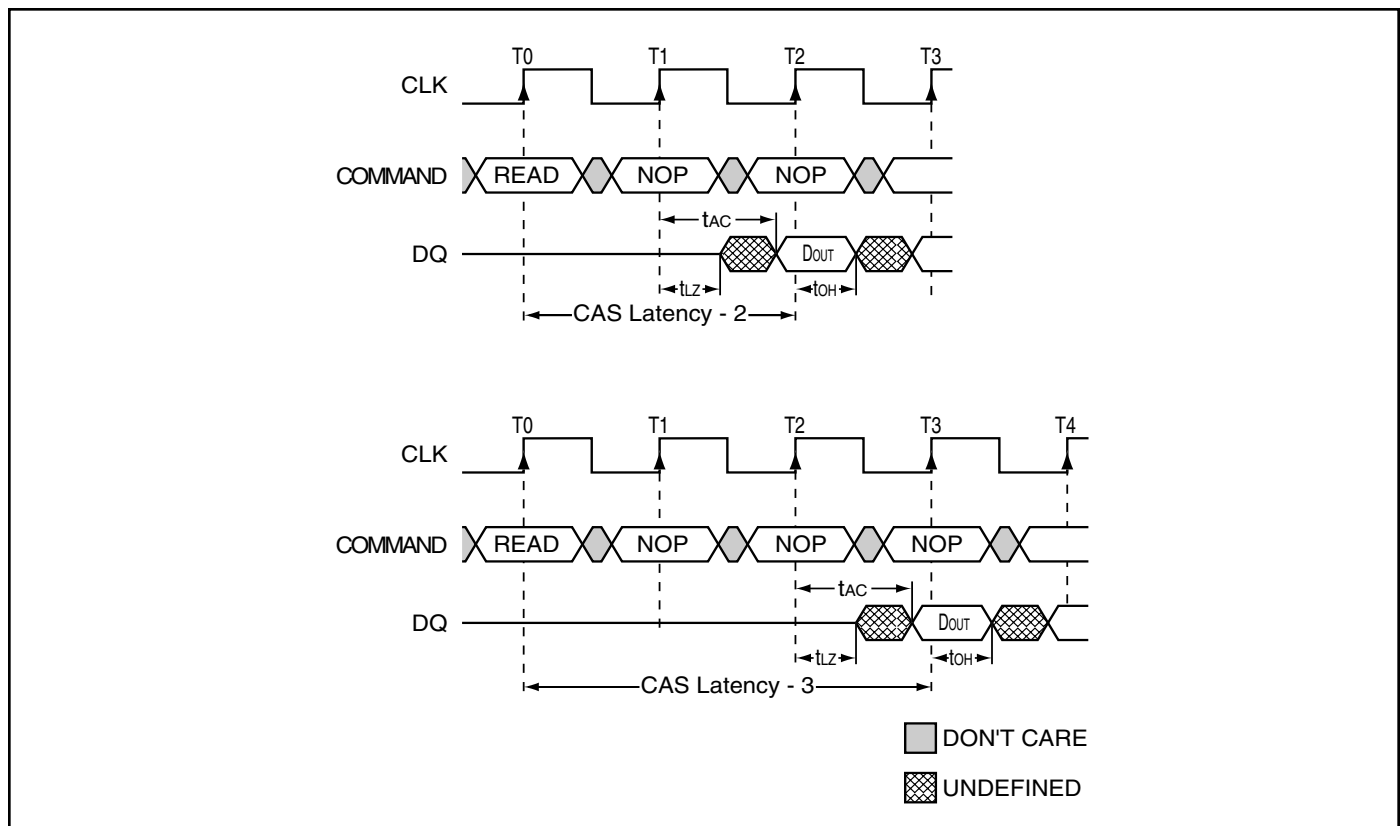 T0 T1 T2 T3
CLK
COMMAND READ NOP NOP
tAC
DQ DOUT
tLZ tOH
CAS Latency - 2
T0 T1 T2 T3 T4
CLK
COMMAND READ NOP NOP NOP
tAC
DQ DOUT
tLZ tOH
CAS Latency - 3
DON'T CARE
UNDEFINED